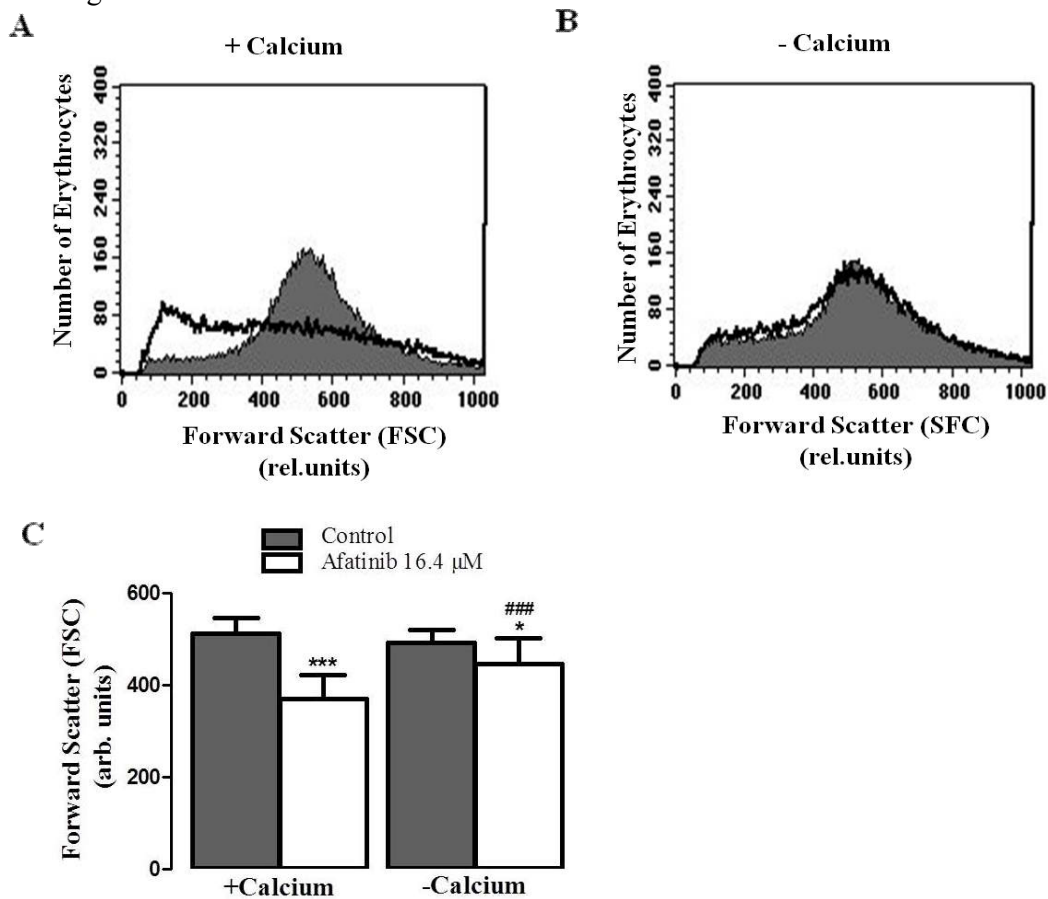 A
+ Calcium
Number of Erythrocytes
400
320
240
160
80
0
0 200 400 600 800 1000
Forward Scatter (FSC)
(rel.units)
B
- Calcium
Number of Erythrocytes
400
320
240
160
80
0
0 200 400 600 800 1000
Forward Scatter (SFC)
(rel.units)
C
Control
Afatinib 16.4 µM
Forward Scatter (FSC)
(arb. units)
600
400
200
0
***
###
*
+Calcium
-Calcium